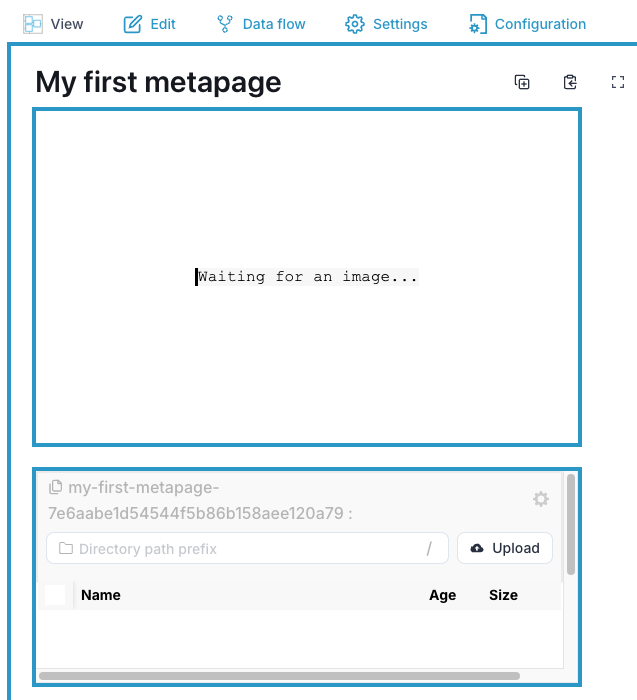 View Edit Data flow Settings Configuration
My first metapage
Waiting for an image...
my-first-metapage-
7e6aabe1d54544f5b86b158aee120a79 :
Directory path prefix / Upload
Name Age Size